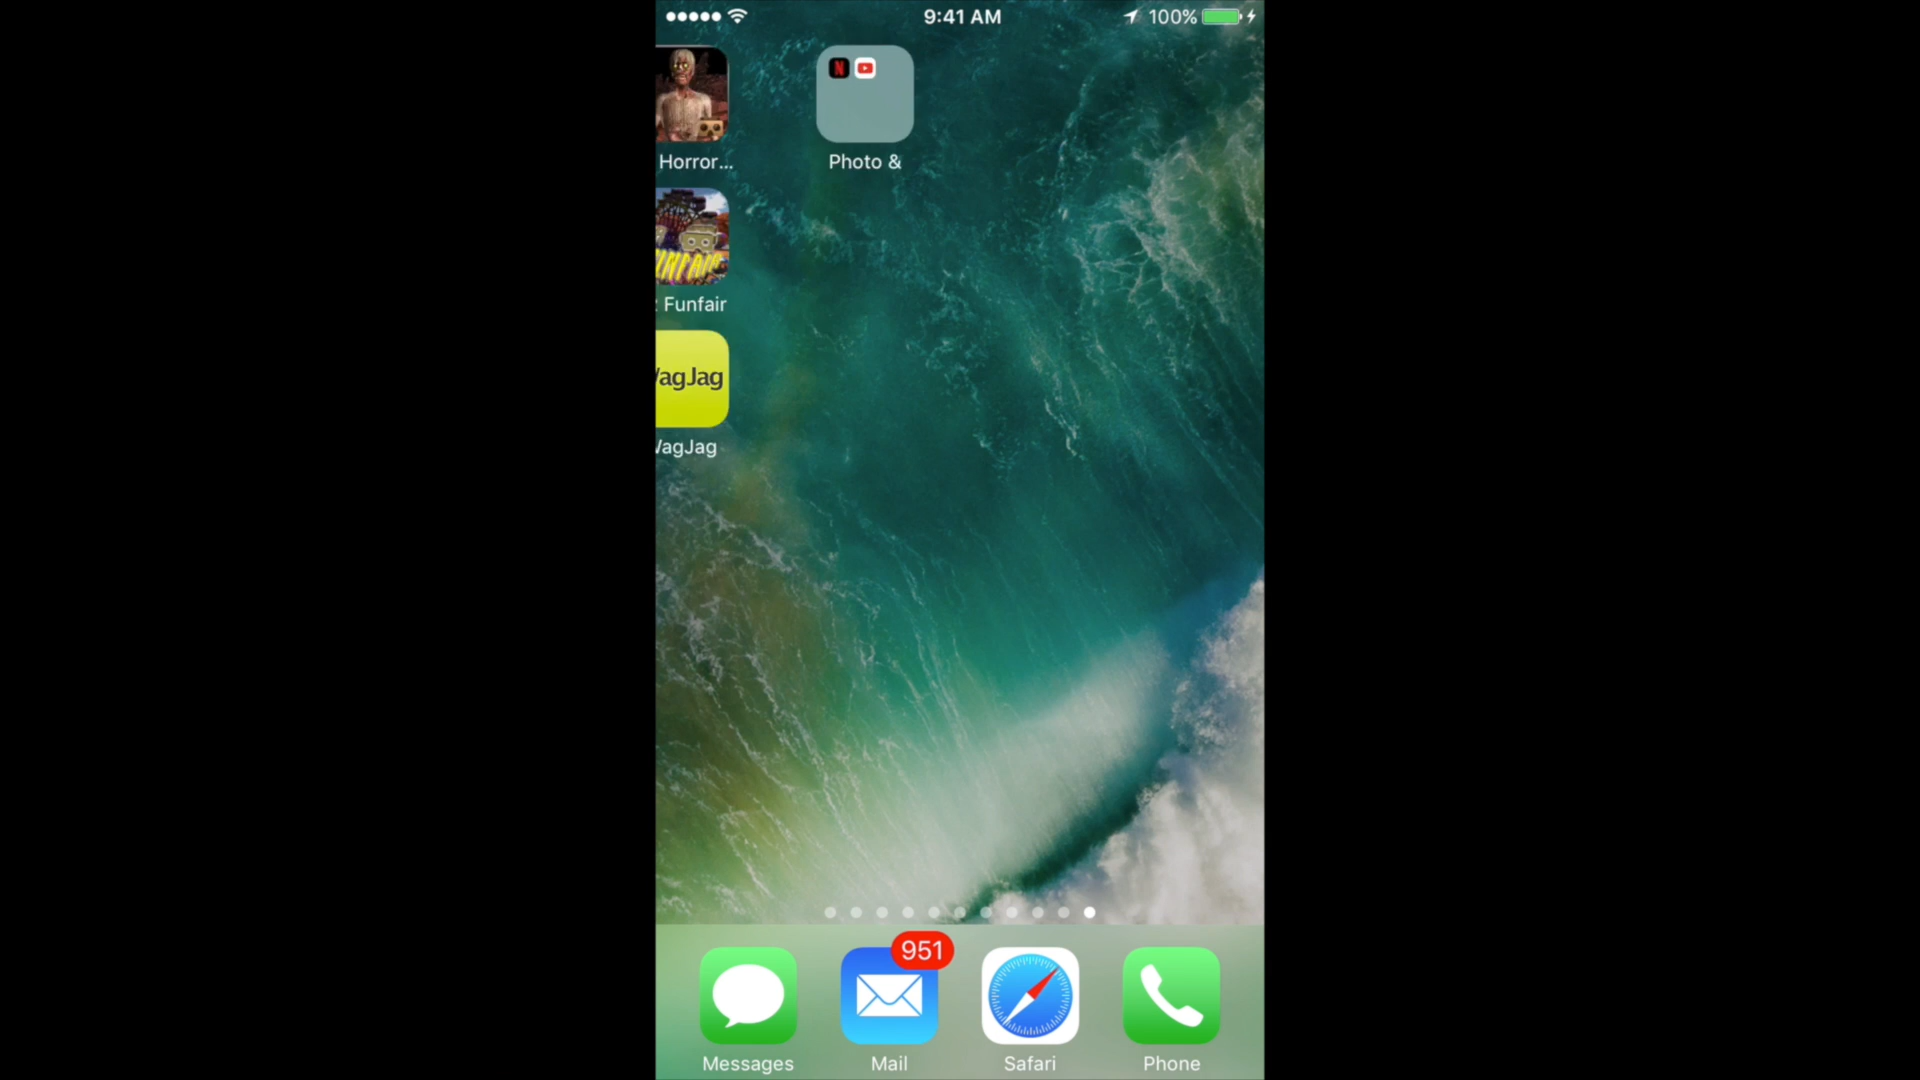 9:41 AM
100%
N
Horror...
Photo &
Funfair
agJag
agJag
951
Messages
Mail
Safari
Phone